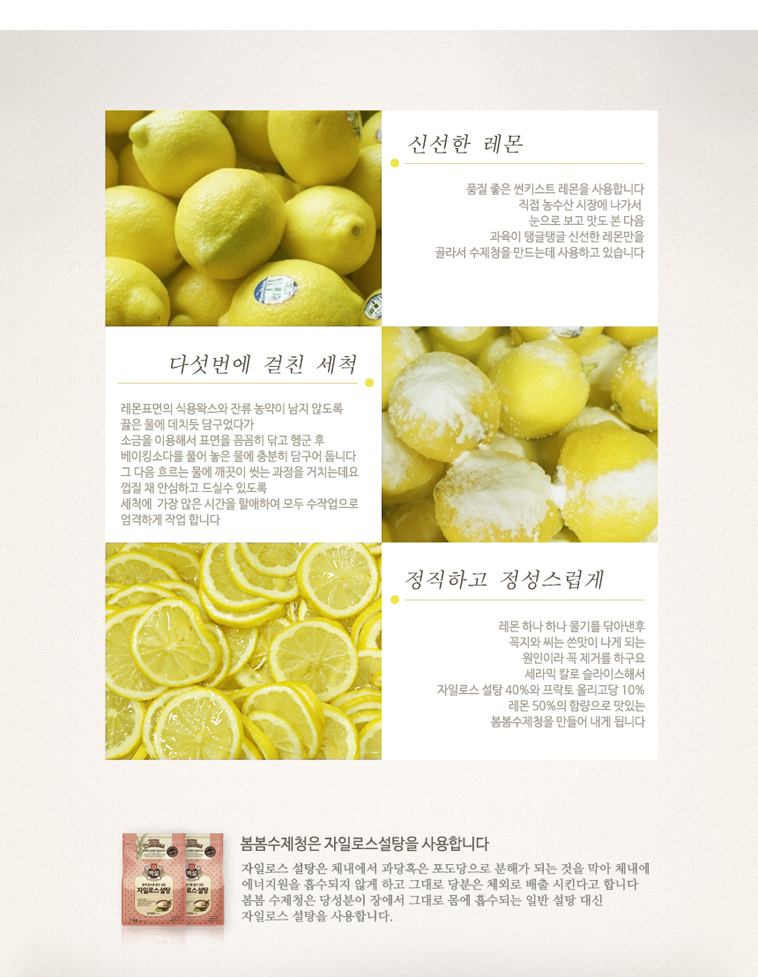 신선한 레몬
품질 좋은 썬키스트 레몬을 사용합니다
직접 농수산 시장에 나가서
눈으로 보고 맛도 본 다음
과육이 탱글탱글 신선한 레몬만을
골라서 수제청을 만드는데 사용하고 있습니다
다섯번에 걸친 세척
레몬표면의 식용왁스와 잔류 농약이 남지 않도록
끓은 물에 데치듯 담구었다가
소금을 이용해서 표면을 꼼꼼히 닦고 헹군 후
베이킹소다를 풀어 놓은 물에 충분히 담구어 둡니다
그 다음 흐르는 물에 깨끗이 씻는 과정을 거치는데요
껍질 채 안심하고 드실수 있도록
세척에 가장 많은 시간을 할애하여 모두 수작업으로
엄격하게 작업 합니다
정직하고 정성스럽게
레몬 하나 하나 물기를 닦아낸후
꼭지와 씨는 쓴맛이 나게 되는
원인이라 꼭 제거를 하구요
세라믹 칼로 슬라이스해서
자일로스 설탕 40%와 프락토 올리고당 10%
레몬 50%의 함량으로 맛있는
봄봄수제청을 만들어 내게 됩니다
봄봄수제청은 자일로스설탕을 사용합니다
자일로스 설탕은 체내에서 과당혹은 포도당으로 분해가 되는 것을 막아 체내에
에너지원을 흡수되지 않게 하고 그대로 당분은 체외로 배출 시킨다고 합니다
봄봄 수제청은 당성분이 장에서 그대로 몸에 흡수되는 일반 설탕 대신
자일로스 설탕을 사용합니다.
백설
자일로스 설탕